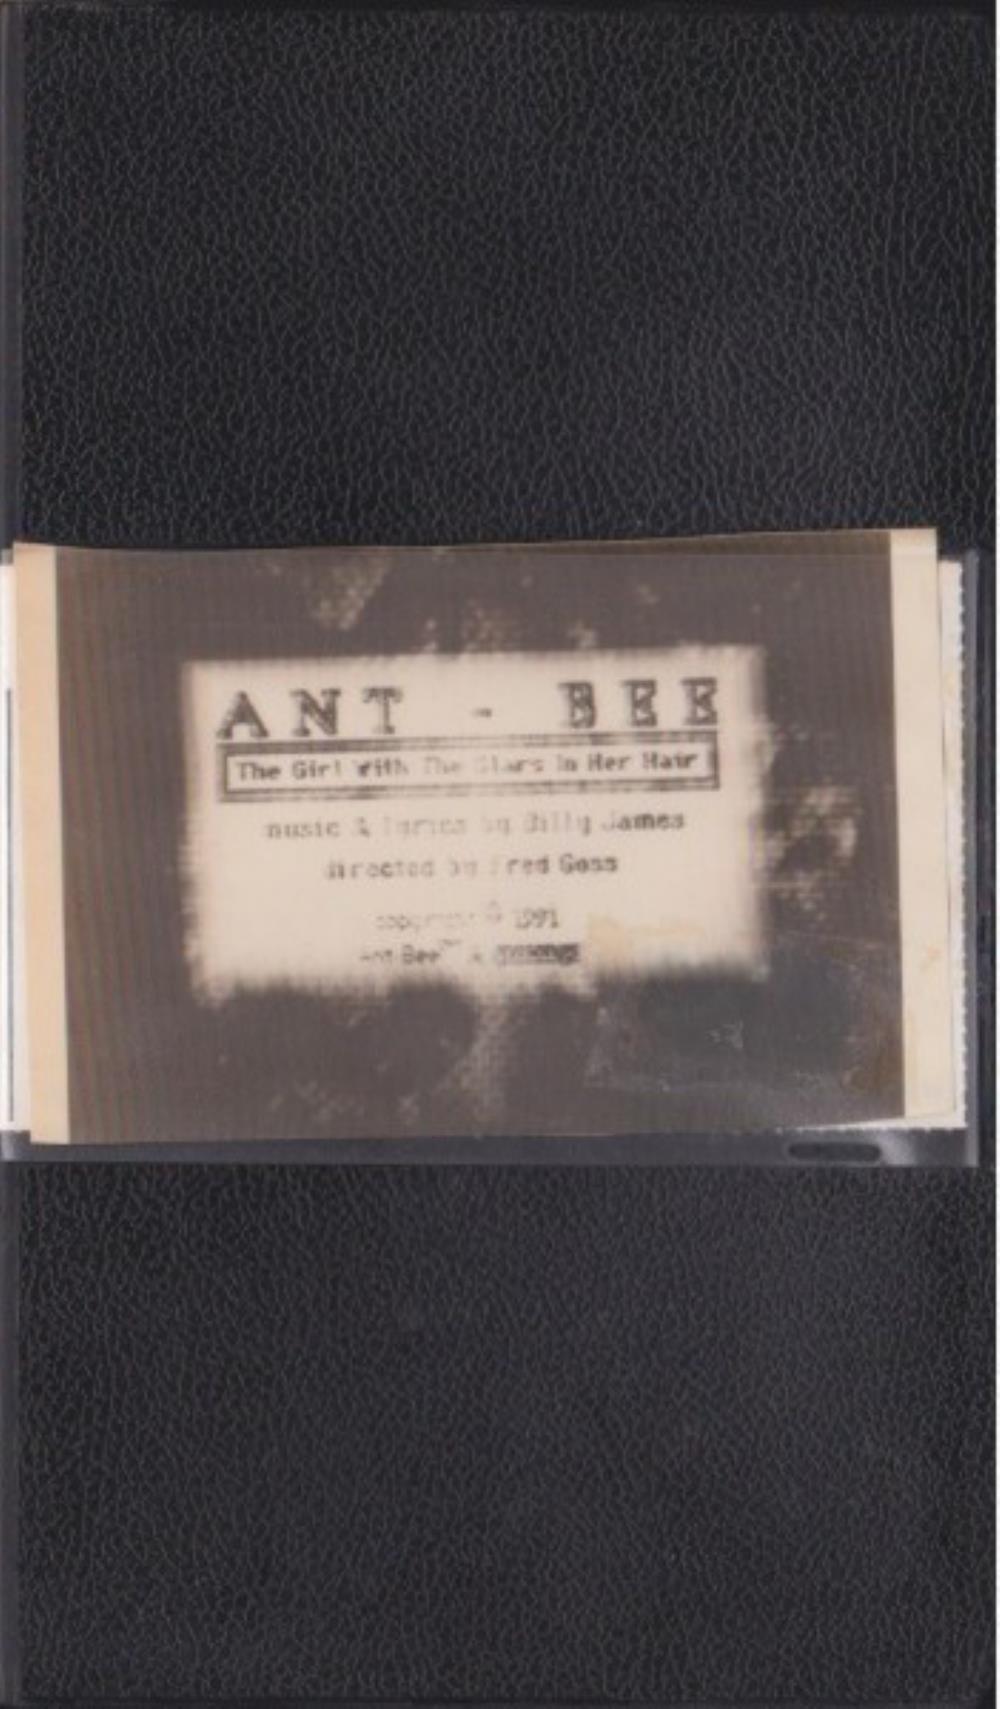 ANT - BEE
The Girl With The Stars In Her Hair
music & lyrics by Billy James
directed by Fred Goss
copyright © 1991
Ant-Bee™ &